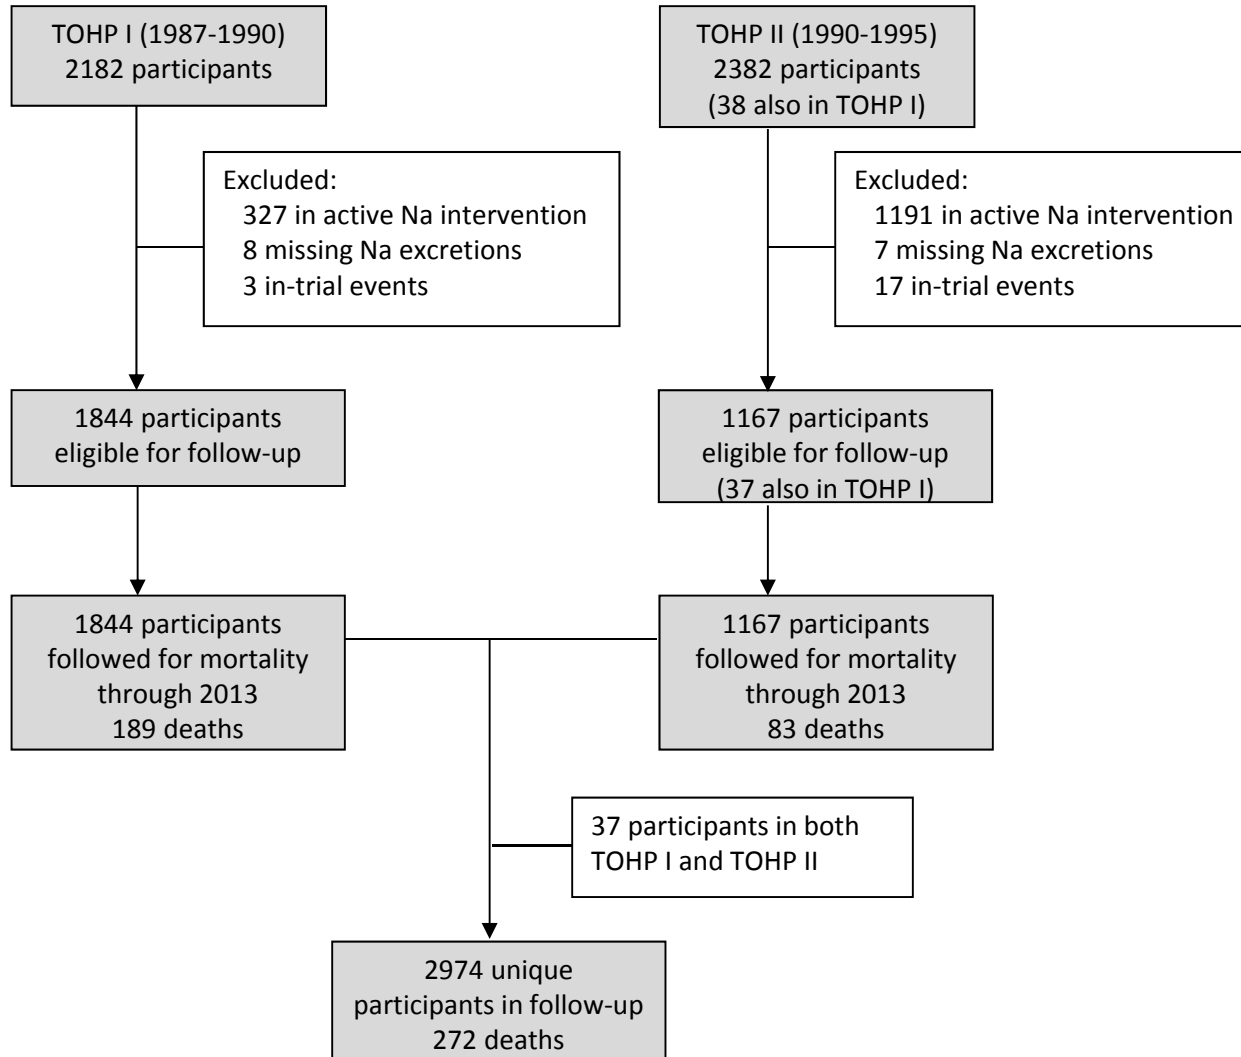 TOHP I (1987-1990)
2182 participants
TOHP II (1990-1995)
2382 participants
(38 also in TOHP I)
Excluded:
327 in active Na intervention
8 missing Na excretions
3 in-trial events
Excluded:
1191 in active Na intervention
7 missing Na excretions
17 in-trial events
1844 participants
eligible for follow-up
1167 participants
eligible for follow-up
(37 also in TOHP I)
1844 participants
followed for mortality
through 2013
189 deaths
1167 participants
followed for mortality
through 2013
83 deaths
37 participants in both
TOHP I and TOHP II
2974 unique
participants in follow-up
272 deaths